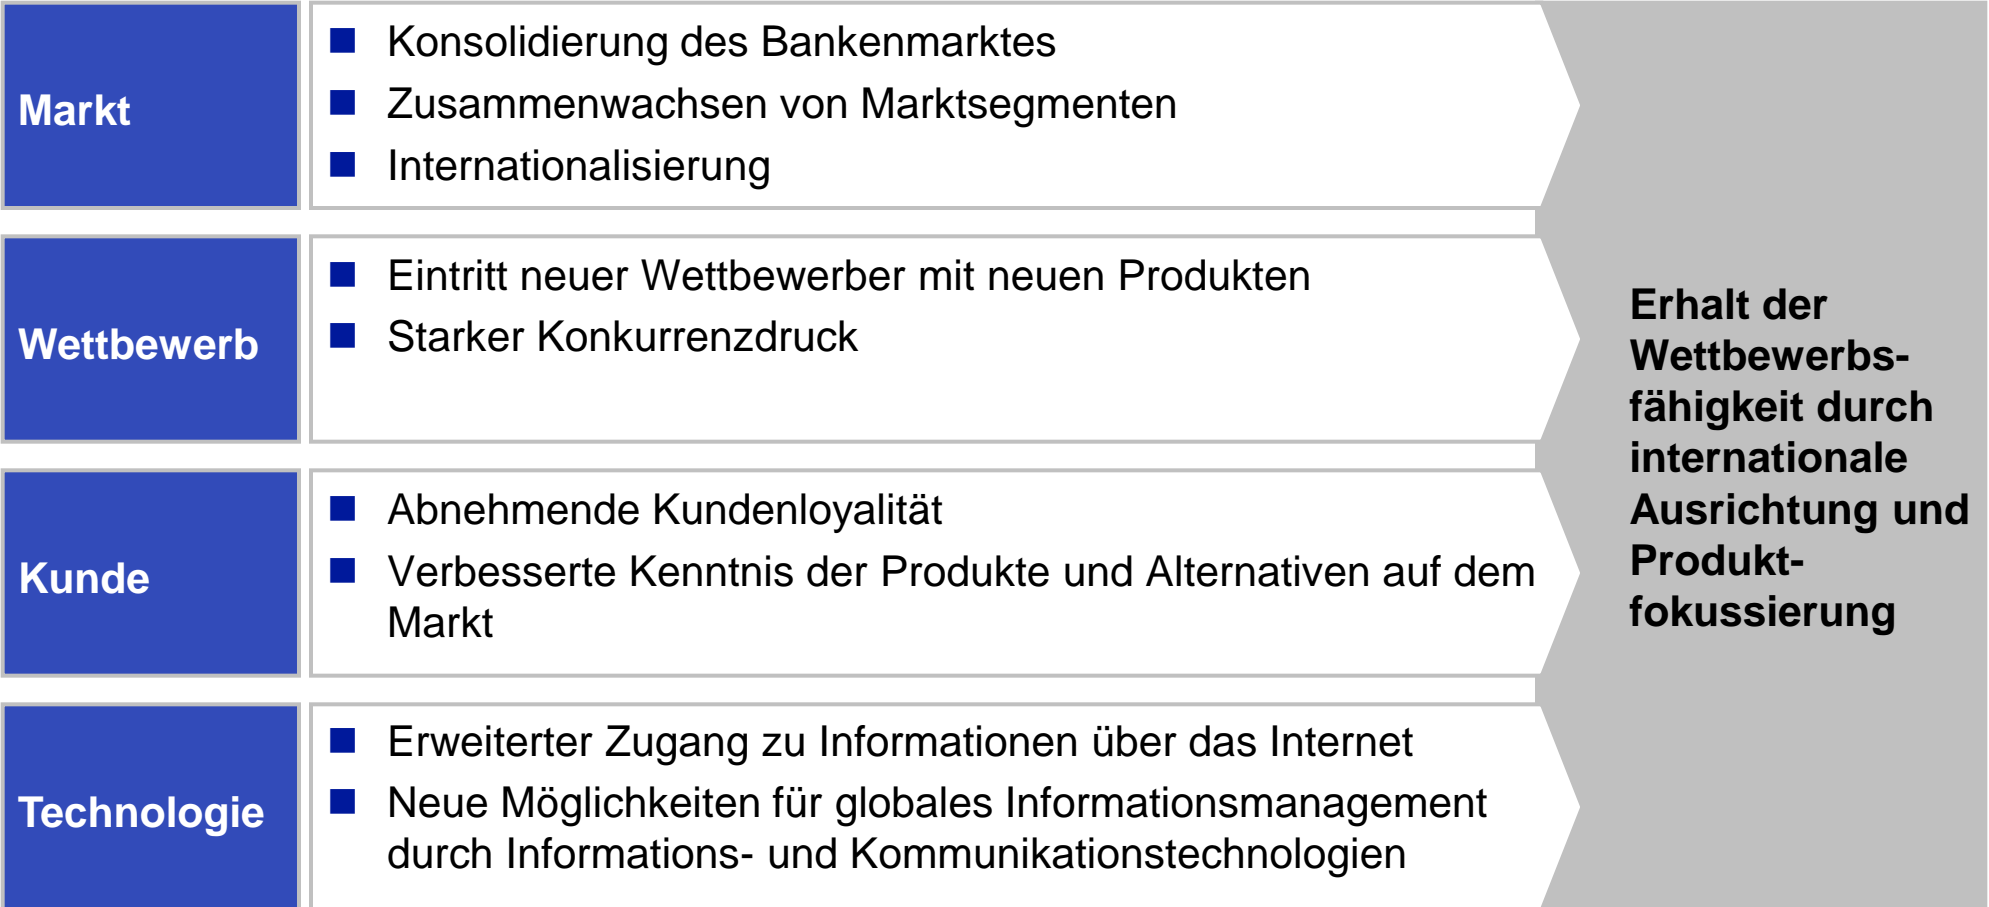 Markt
Konsolidierung des Bankenmarktes
Zusammenwachsen von Marktsegmenten
Internationalisierung
Wettbewerb
Eintritt neuer Wettbewerber mit neuen Produkten
Starker Konkurrenzdruck
Kunde
Abnehmende Kundenloyalität
Verbesserte Kenntnis der Produkte und Alternativen auf dem
Markt
Technologie
Erweiterter Zugang zu Informationen über das Internet
Neue Möglichkeiten für globales Informationsmanagement
durch Informations- und Kommunikationstechnologien
Erhalt der
Wettbewerbs-
fähigkeit durch
internationale
Ausrichtung und
Produkt-
fokussierung